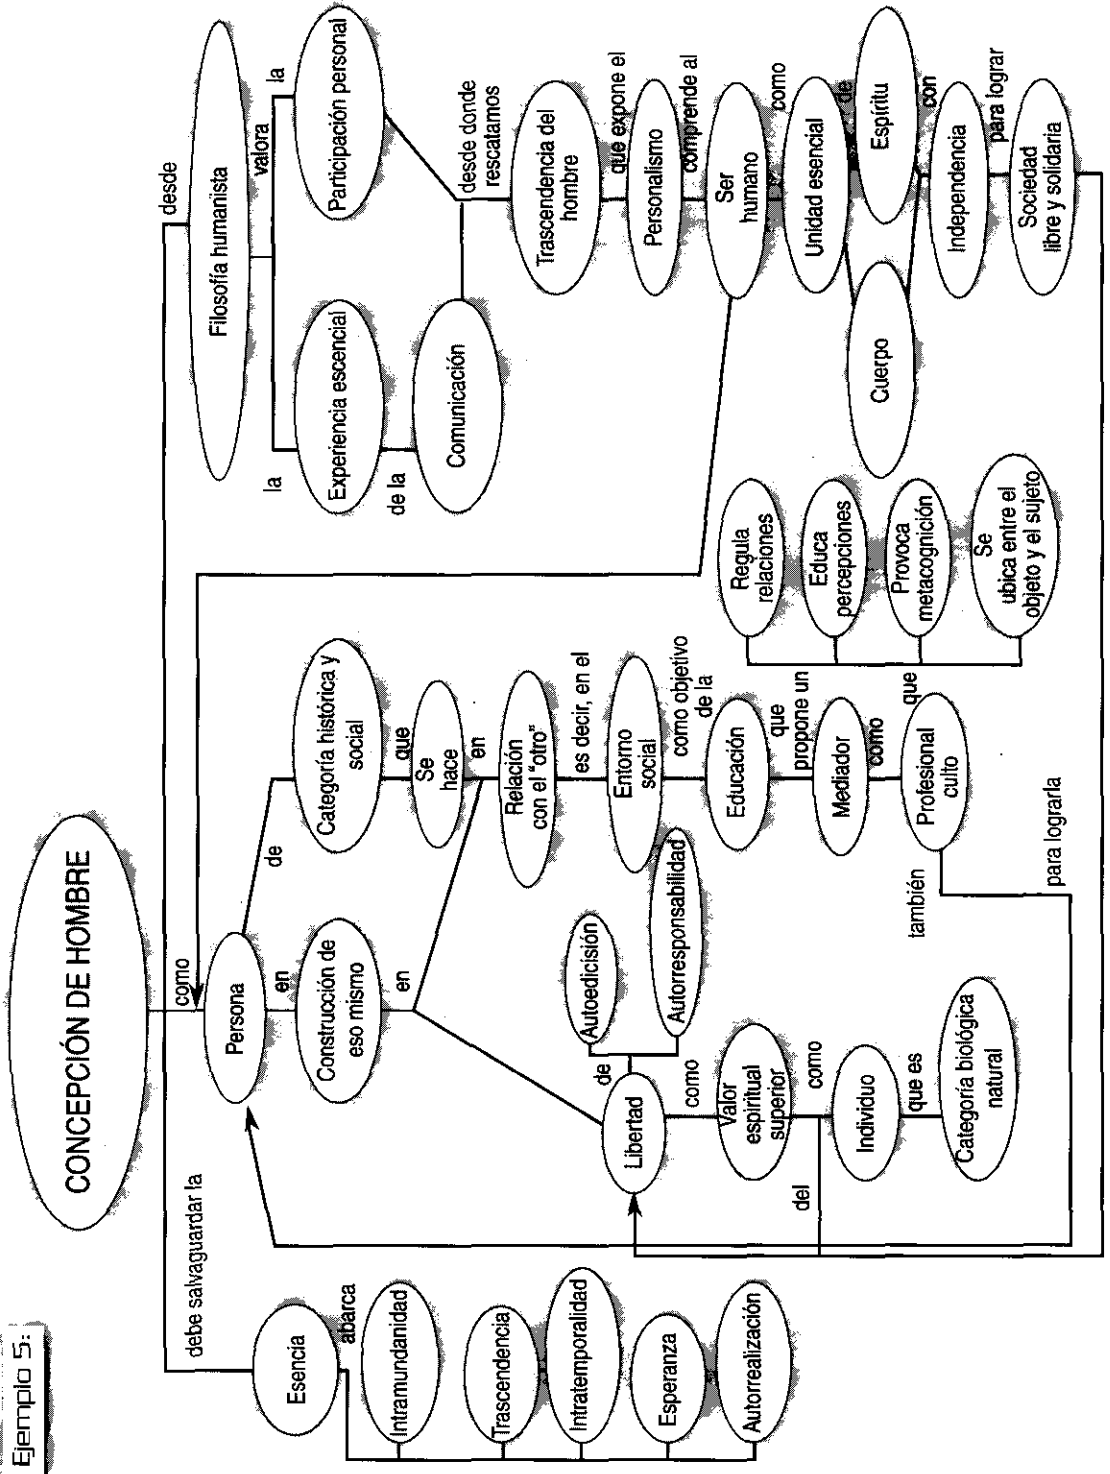 Ejemplo 5:
CONCEPCIÓN DE HOMBRE
debe salvaguardar la
como
desde
Esencia
abarca
Intramundanidad
Trascendencia
Intratemporalidad
Esperanza
Autorrealización
Persona
en
de
Construcción de
eso mismo
en
Categoría histórica y
social
que
Se
hace
en
Relación
con el "otro"
es decir, en el
Entorno
social
como objetivo
de la
Educación
que
propone un
Mediador
como
Profesional
culto
que
Regula
relaciones
Educa
percepciones
Provoca
metacognición
Se
ubica entre el
objeto y el sujeto
también
para lograrla
Libertad
de
Autoedicisión
Autorresponsabilidad
como
Valor
espiritual
superior
del
como
Individuo
que es
Categoría biológica
natural
Filosofía humanista
valora
la
la
Experiencia escencial
de la
Comunicación
Participación personal
desde donde
rescatamos
Trascendencia del
hombre
que expone el
Personalismo
comprende al
Ser
humano
como
Unidad esencial
de
Cuerpo
Espíritu
con
Independencia
para lograr
Sociedad
libre y solidaria